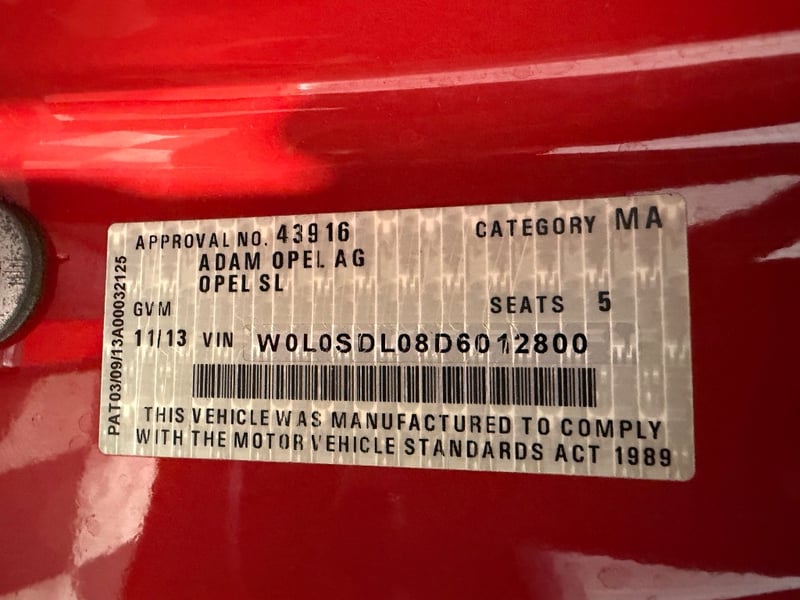 APPROVAL NO. 43916 CATEGORY MA
ADAM OPEL AG
OPEL SL
GVM SEATS 5
11/13 VIN W0L0SDL08D6012800
THIS VEHICLE WAS MANUFACTURED TO COMPLY
WITH THE MOTOR VEHICLE STANDARDS ACT 1989
PAT03/09/13A00032125